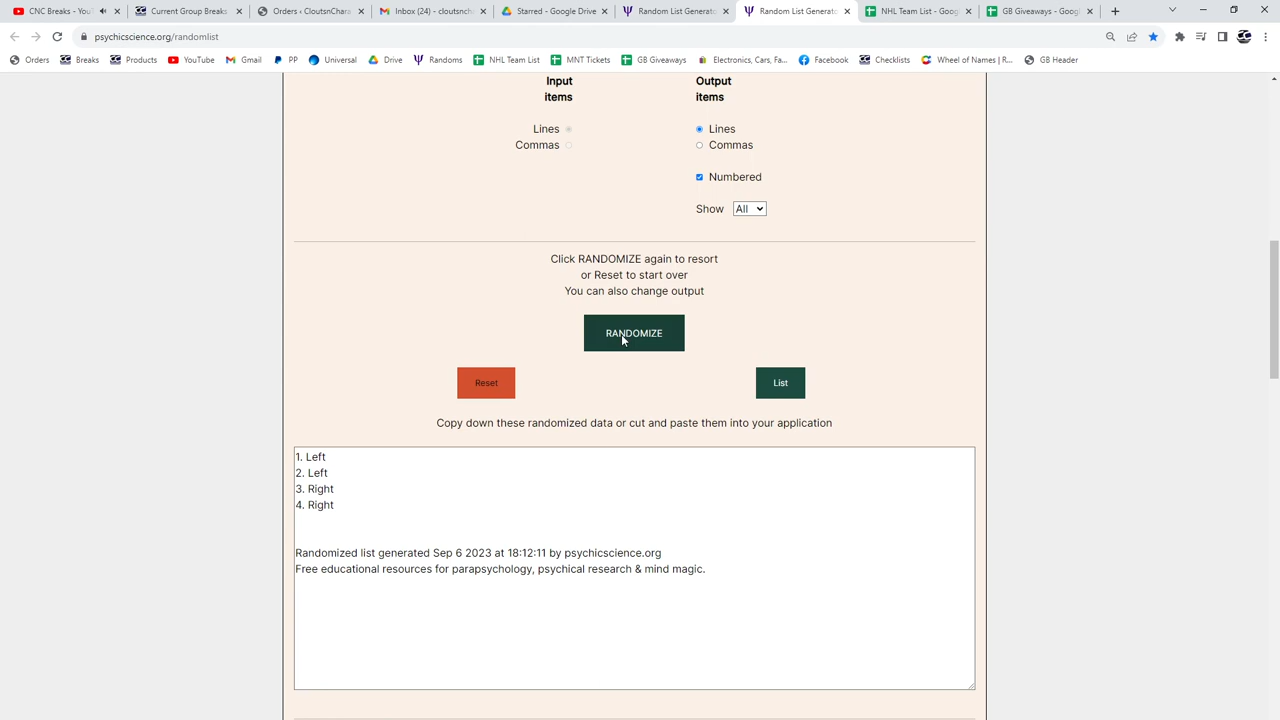 CNC Breaks - You
Current Group Breaks
Orders < CloutsnChara
Inbox (24) - cloutsnch
Starred - Google Drive
Random List Generato
Random List Generato
NHL Team List - Goog
GB Giveaways - Goog
psychicscience.org/randomlist
Orders Breaks Products YouTube Gmail PP Universal Drive Randoms NHL Team List MNT Tickets GB Giveaways Electronics, Cars, Fa... Facebook Checklists Wheel of Names | R... GB Header
Input
items
Output
items
Lines
Lines
Commas
Commas
Numbered
Show All
Click RANDOMIZE again to resort
or Reset to start over
You can also change output
RANDOMIZE
Reset
List
Copy down these randomized data or cut and paste them into your application
1. Left
2. Left
3. Right
4. Right
Randomized list generated Sep 6 2023 at 18:12:11 by psychicscience.org
Free educational resources for parapsychology, psychical research & mind magic.